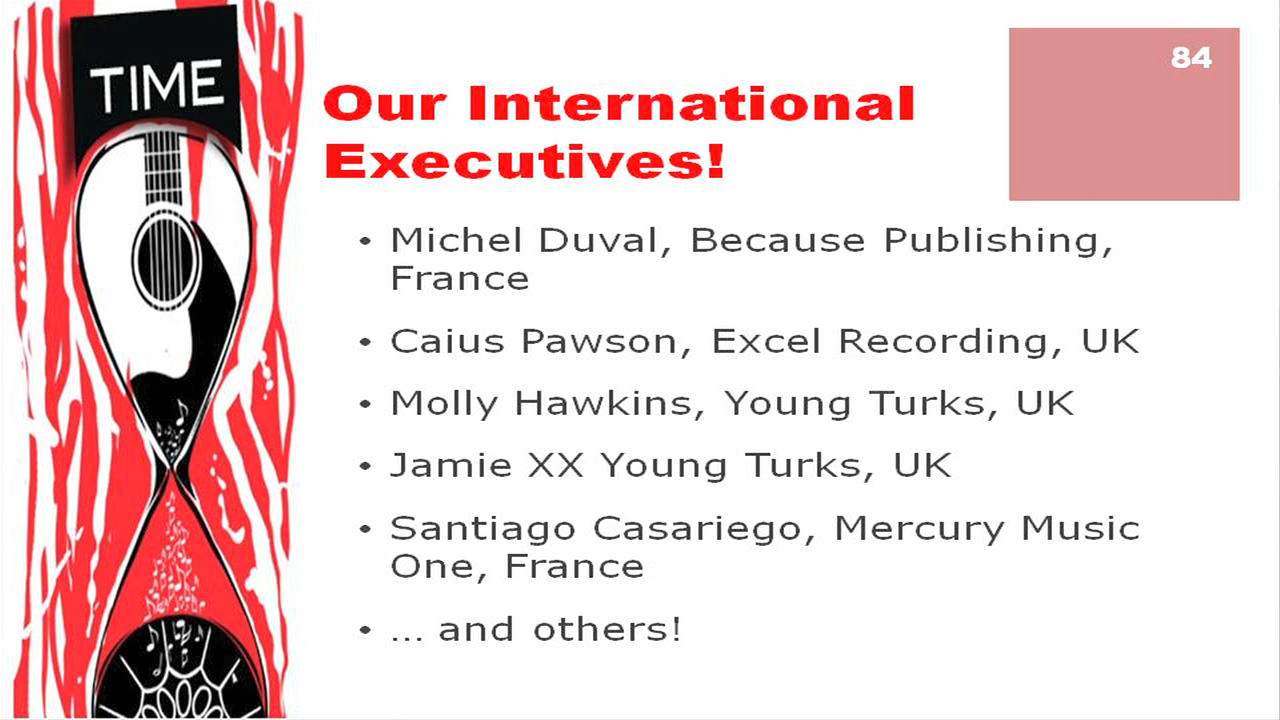 TIME
84
Our International
Executives!
• Michel Duval, Because Publishing,
France
• Caius Pawson, Excel Recording, UK
• Molly Hawkins, Young Turks, UK
• Jamie XX Young Turks, UK
• Santiago Casariego, Mercury Music
One, France
• ... and others!